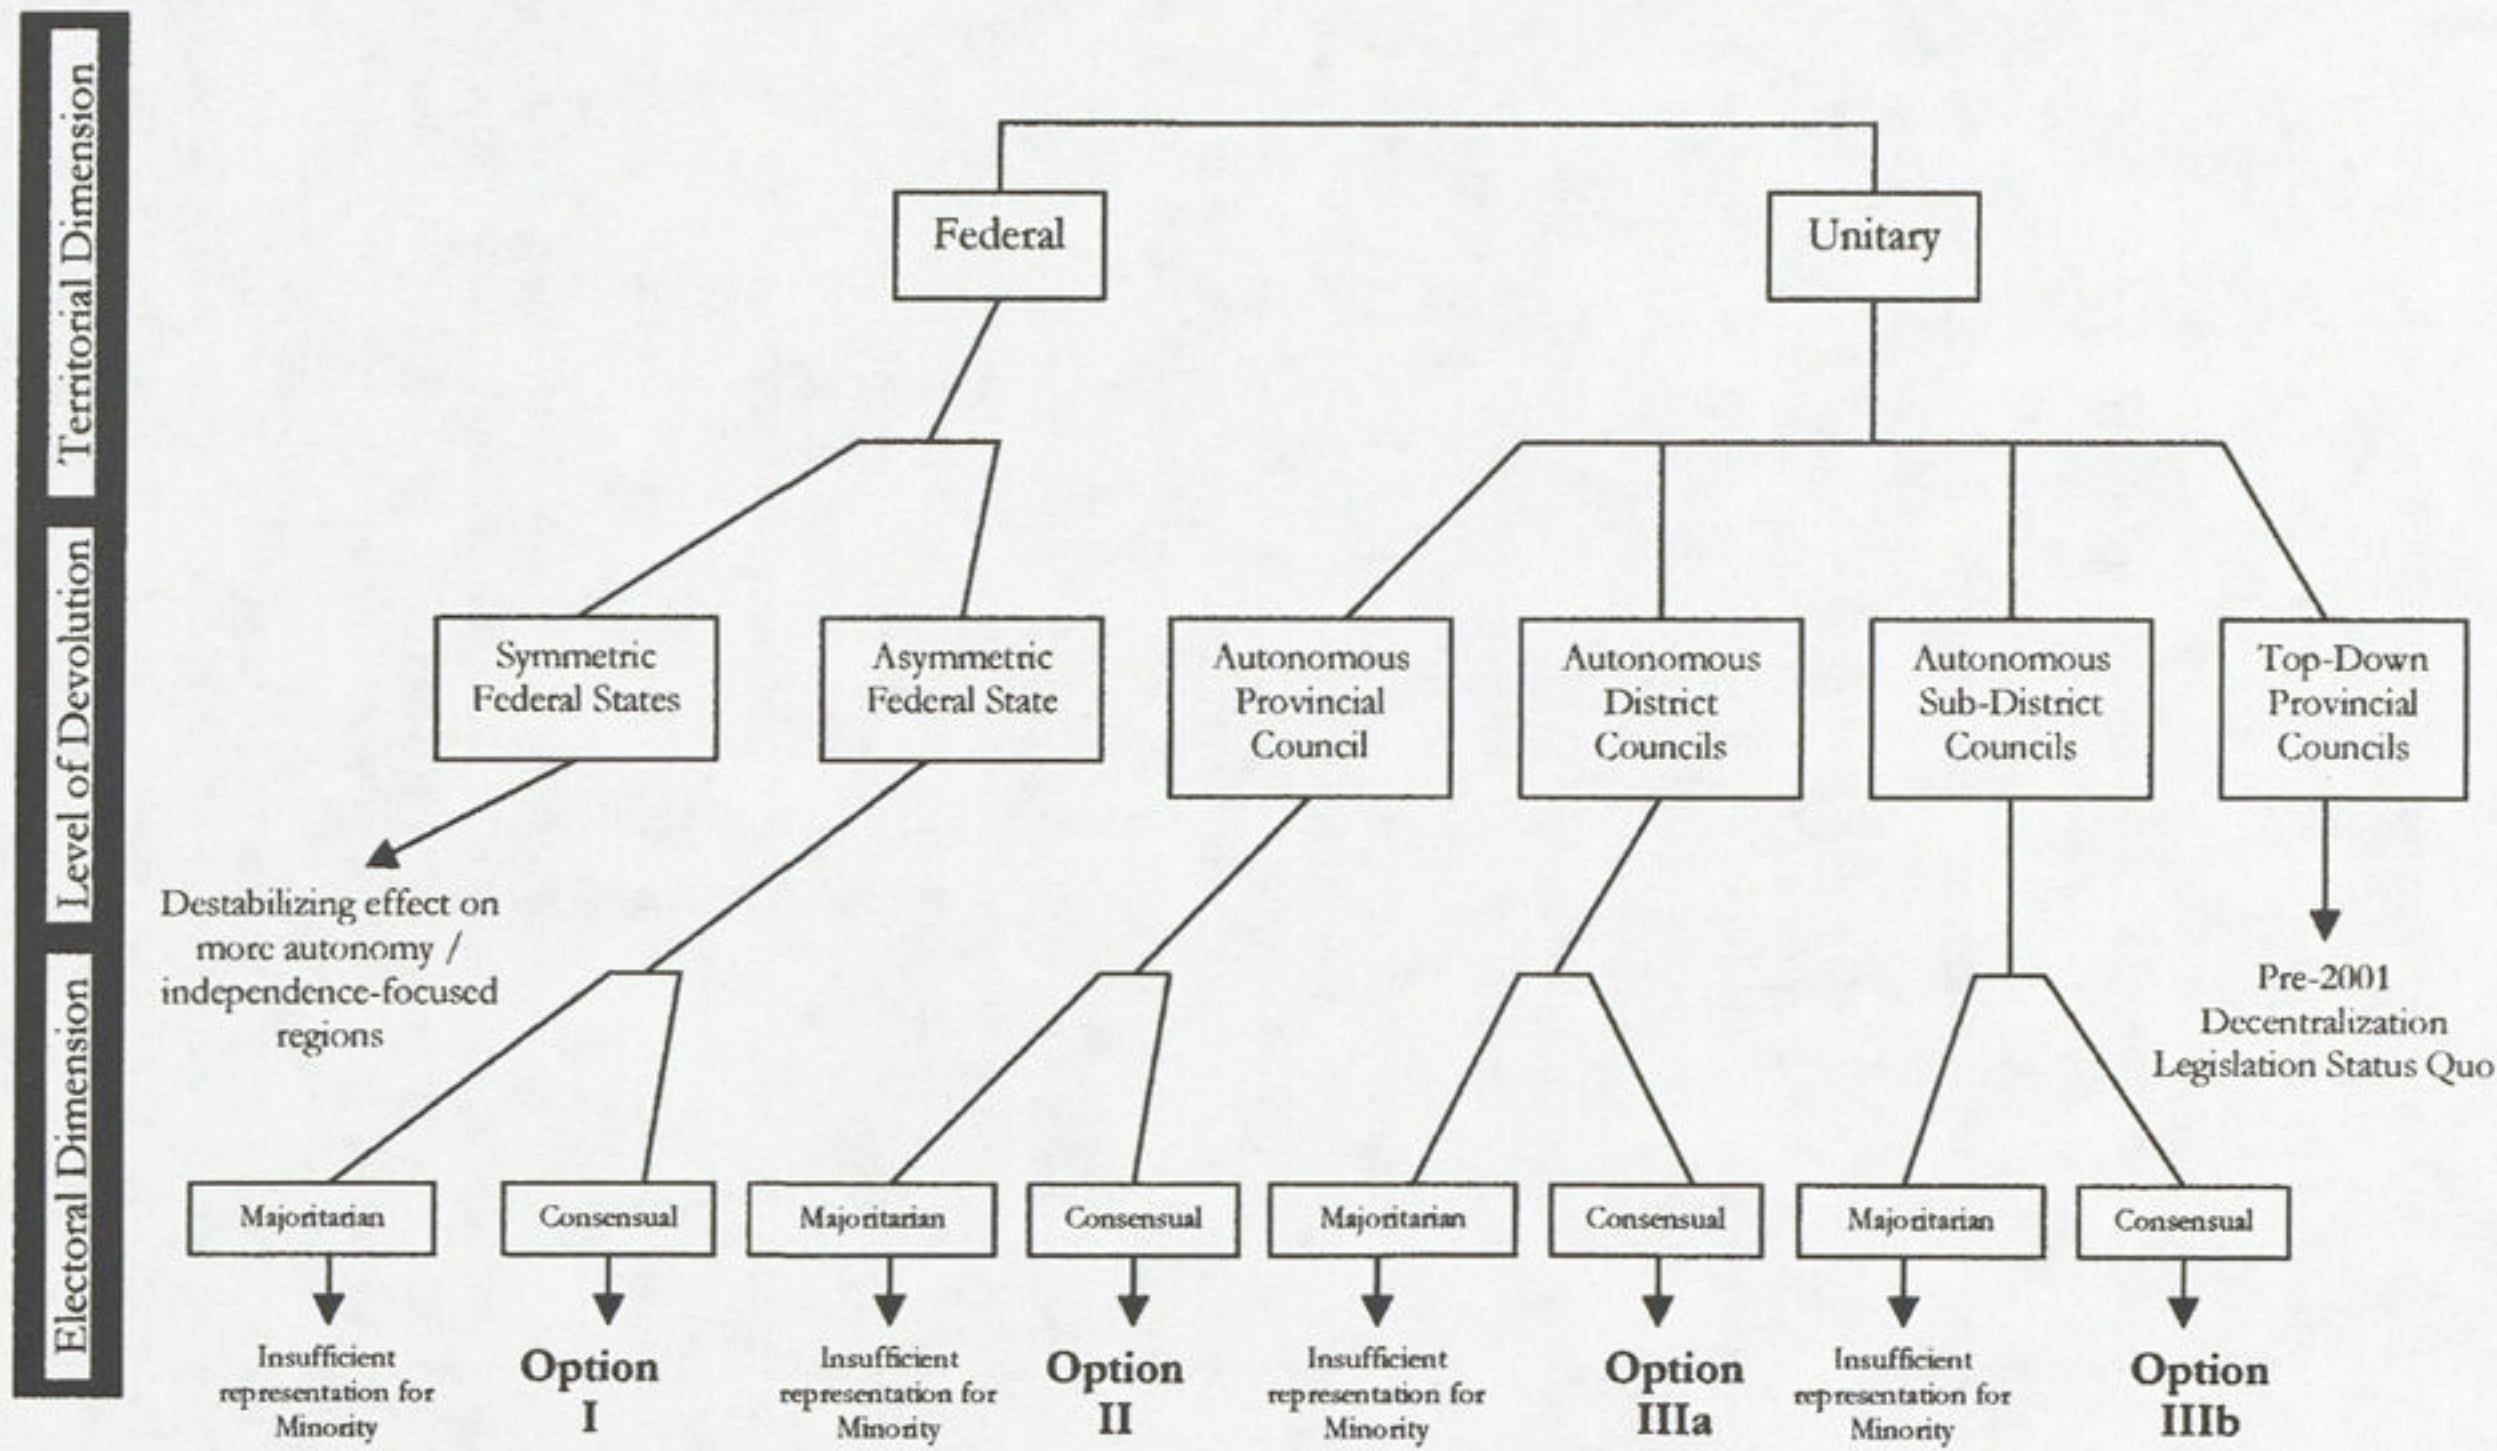 Territorial Dimension
Level of Devolution
Electoral Dimension
Federal
Unitary
Symmetric
Federal States
Asymmetric
Federal State
Autonomous
Provincial
Council
Autonomous
District
Councils
Autonomous
Sub-District
Councils
Top-Down
Provincial
Councils
Destabilizing effect on
more autonomy /
independence-focused
regions
Pre-2001
Decentralization
Legislation Status Quo
Majoritarian
Consensual
Majoritarian
Consensual
Majoritarian
Consensual
Majoritarian
Consensual
Insufficient
representation for
Minority
Option
I
Insufficient
representation for
Minority
Option
II
Insufficient
representation for
Minority
Option
IIIa
Insufficient
representation for
Minority
Option
IIIb